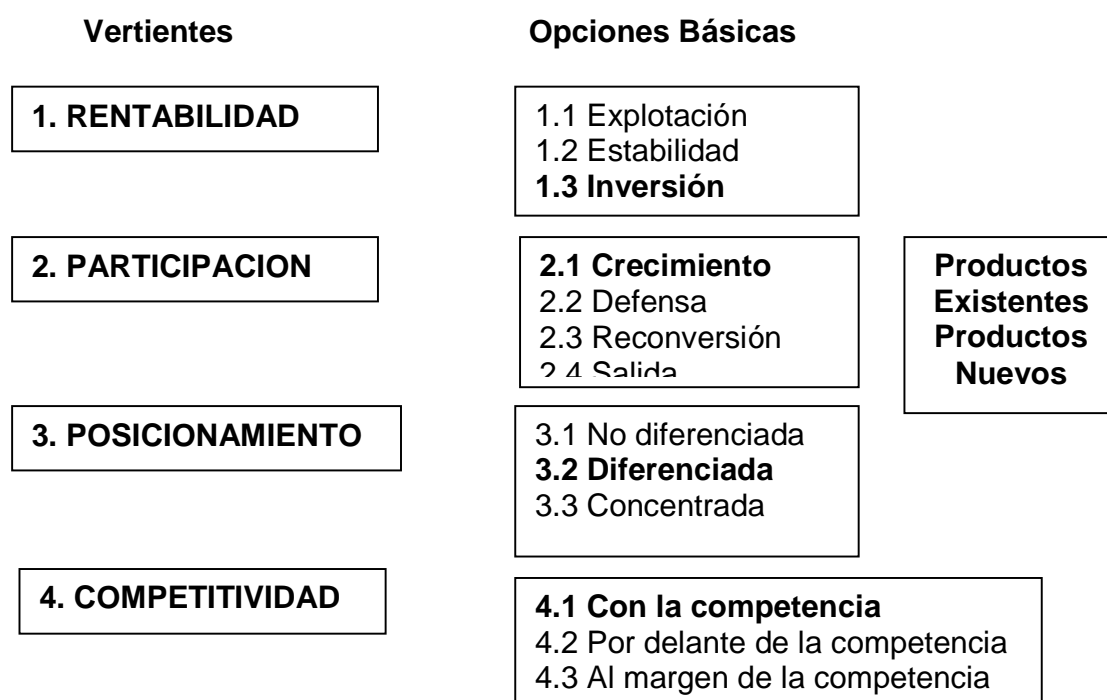 Vertientes
Opciones Básicas
1. RENTABILIDAD
1.1 Explotación
1.2 Estabilidad
1.3 Inversión
2. PARTICIPACION
2.1 Crecimiento
2.2 Defensa
2.3 Reconversión
2.4 Salida
Productos
Existentes
Productos
Nuevos
3. POSICIONAMIENTO
3.1 No diferenciada
3.2 Diferenciada
3.3 Concentrada
4. COMPETITIVIDAD
4.1 Con la competencia
4.2 Por delante de la competencia
4.3 Al margen de la competencia